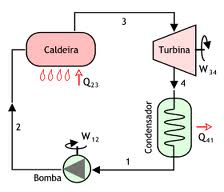 3
Caldeira
Turbina
Q23
W34
4
Condensador
Q41
2
W12
1
Bomba